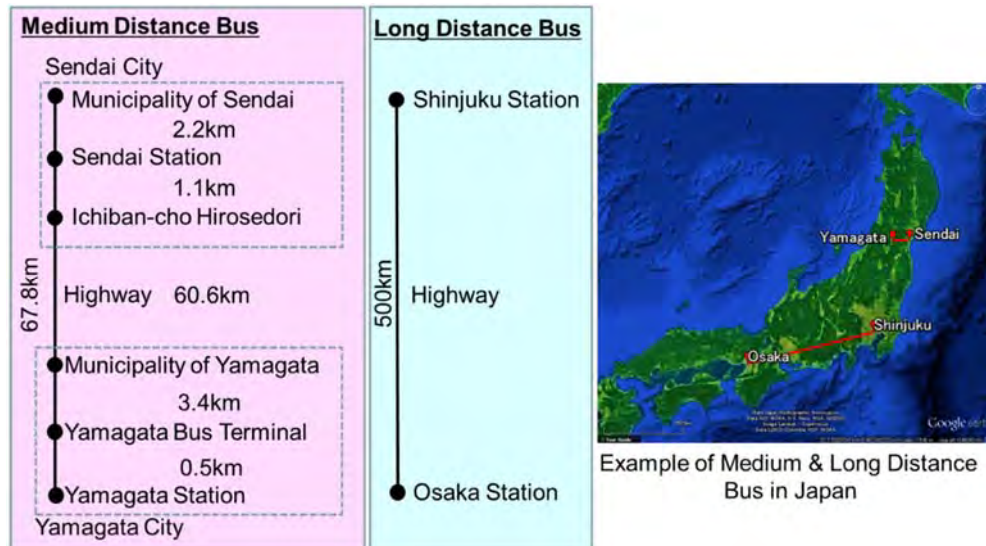 Medium Distance Bus
Sendai City
Municipality of Sendai
2.2km
Sendai Station
1.1km
Ichiban-cho Hirosedori
67.8km
Highway 60.6km
Municipality of Yamagata
3.4km
Yamagata Bus Terminal
0.5km
Yamagata Station
Yamagata City
Long Distance Bus
Shinjuku Station
500km
Highway
Osaka Station
Yamagata
Sendai
Shinjuku
Osaka
Google
Example of Medium & Long Distance
Bus in Japan